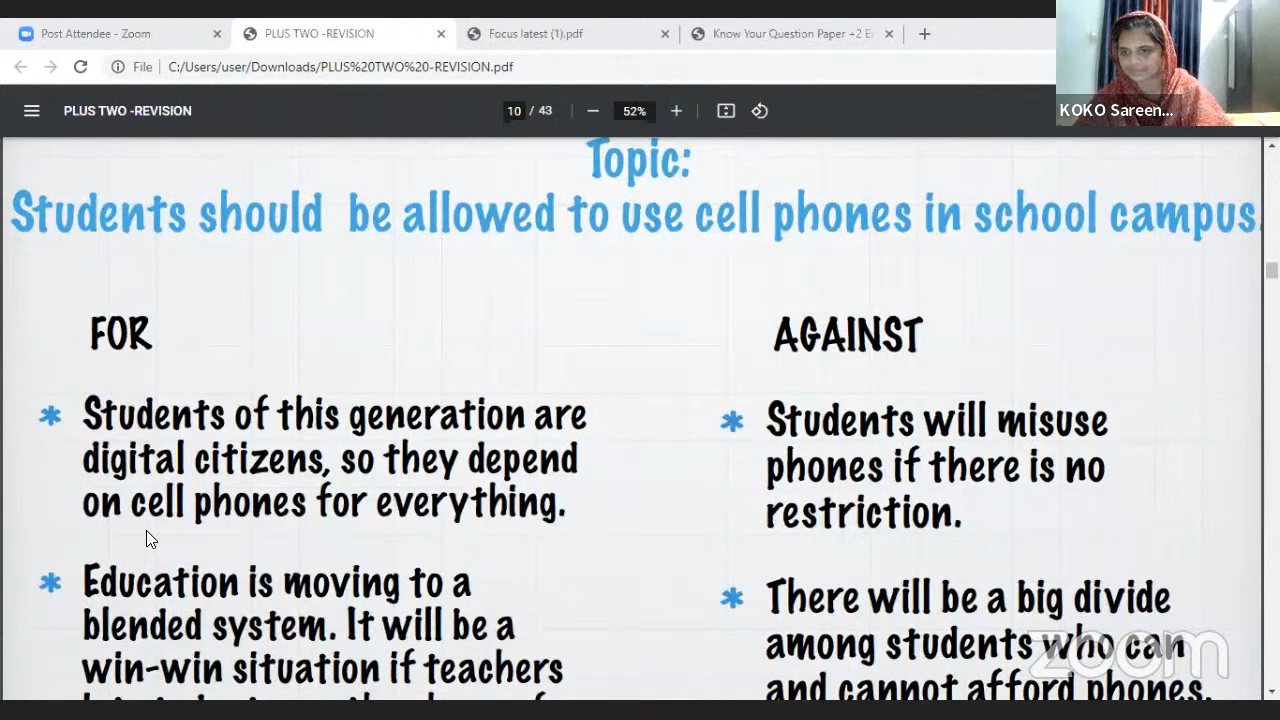 Post Attendee - Zoom
PLUS TWO -REVISION
Focus latest (1).pdf
Know Your Question Paper +2 E
File
C:/Users/user/Downloads/PLUS%20TWO%20-REVISION.pdf
PLUS TWO -REVISION
10 / 43
52%
KOKO Sareen...
Topic:
Students should be allowed to use cell phones in school campus.
FOR
Students of this generation are
digital citizens, so they depend
on cell phones for everything.
Education is moving to a
blended system. It will be a
win-win situation if teachers
AGAINST
Students will misuse
phones if there is no
restriction.
There will be a big divide
among students who can
and cannot afford phones.
zoom